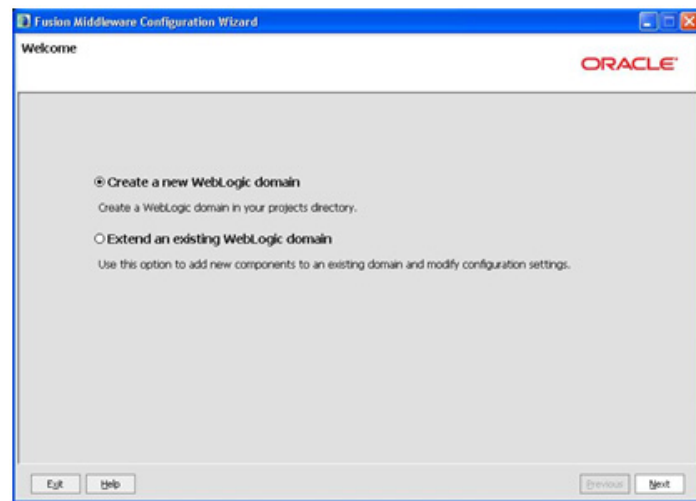 Fusion Middleware Configuration Wizard
Welcome
ORACLE
Create a new WebLogic domain
Create a WebLogic domain in your projects directory.
Extend an existing WebLogic domain
Use this option to add new components to an existing domain and modify configuration settings.
Exit Help Previous Next